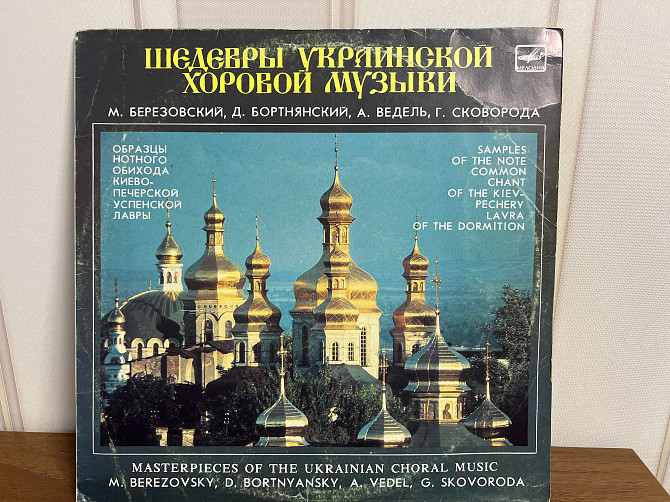 ШЕДЕВРЫ УКРАИНСКОЙ
ХОРОВОЙ МУЗЫКИ
МЕЛОДИЯ
М. БЕРЕЗОВСКИЙ, Д. БОРТНЯНСКИЙ, А. ВЕДЕЛЬ, Г. СКОВОРОДА
ОБРАЗЦЫ
НОТНОГО
ОБИХОДА
КИЕВО-
ПЕЧЕРСКОЙ
УСПЕНСКОЙ
ЛАВРЫ
SAMPLES
OF THE NOTE
COMMON
CHANT
OF THE KIEV-
PECHERY
LAVRA
OF THE DORMITION
MASTERPIECES OF THE UKRAINIAN CHORAL MUSIC
M. BEREZOVSKY, D. BORTNYANSKY, A. VEDEL, G. SKOVORODA